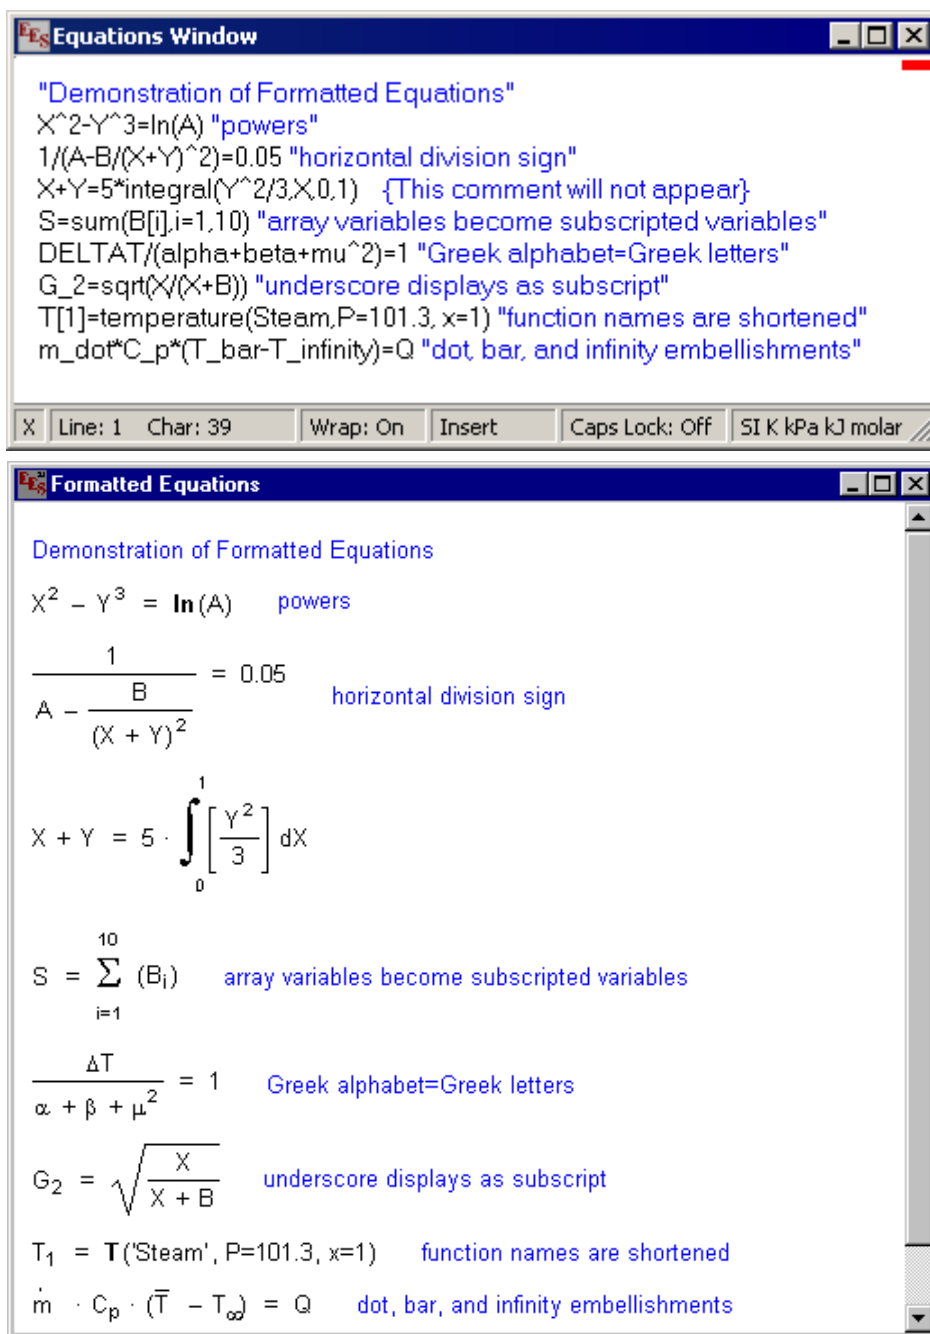 EES Equations Window
"Demonstration of Formatted Equations"
X^2-Y^3=ln(A) "powers"
1/(A-B/(X+Y)^2)=0.05 "horizontal division sign"
X+Y=5*integral(Y^2/3,X,0,1) {This comment will not appear}
S=sum(B[i],i=1,10) "array variables become subscripted variables"
DELTAT/(alpha+beta+mu^2)=1 "Greek alphabet=Greek letters"
G_2=sqrt(X/(X+B)) "underscore displays as subscript"
T[1]=temperature(Steam,P=101.3, x=1) "function names are shortened"
m_dot*C_p*(T_bar-T_infinity)=Q "dot, bar, and infinity embellishments"
X Line: 1 Char: 39 Wrap: On Insert Caps Lock: Off SI K kPa kJ molar
EES Formatted Equations
Demonstration of Formatted Equations
X² – Y³ = ln(A) powers
1
A – B = 0.05 horizontal division sign
(X + Y)²
1
X + Y = 5 · ∫ [Y²/3] dX
0
10
S = Σ (Bᵢ) array variables become subscripted variables
i=1
ΔT
= 1 Greek alphabet=Greek letters
α + β + μ²
G₂ = √ X / X + B underscore displays as subscript
T₁ = T('Steam', P=101.3, x=1) function names are shortened
ṁ · Cₚ · (T̅ – T∞) = Q dot, bar, and infinity embellishments